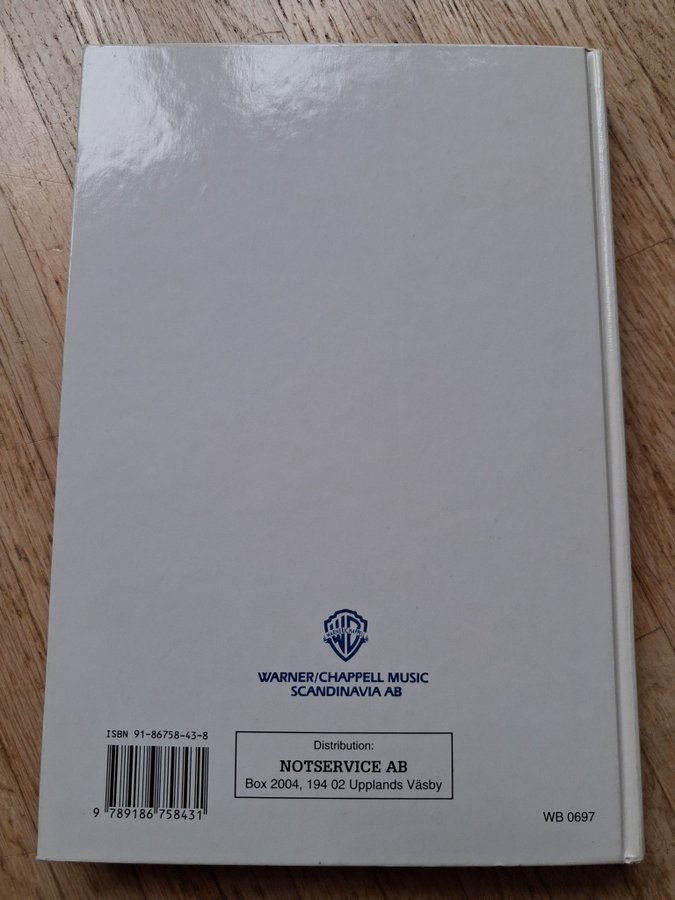 WARNER/CHAPPELL MUSIC
SCANDINAVIA AB
ISBN 91-86758-43-8
9 789186 758431
Distribution:
NOTSERVICE AB
Box 2004, 194 02 Upplands Väsby
WB 0697